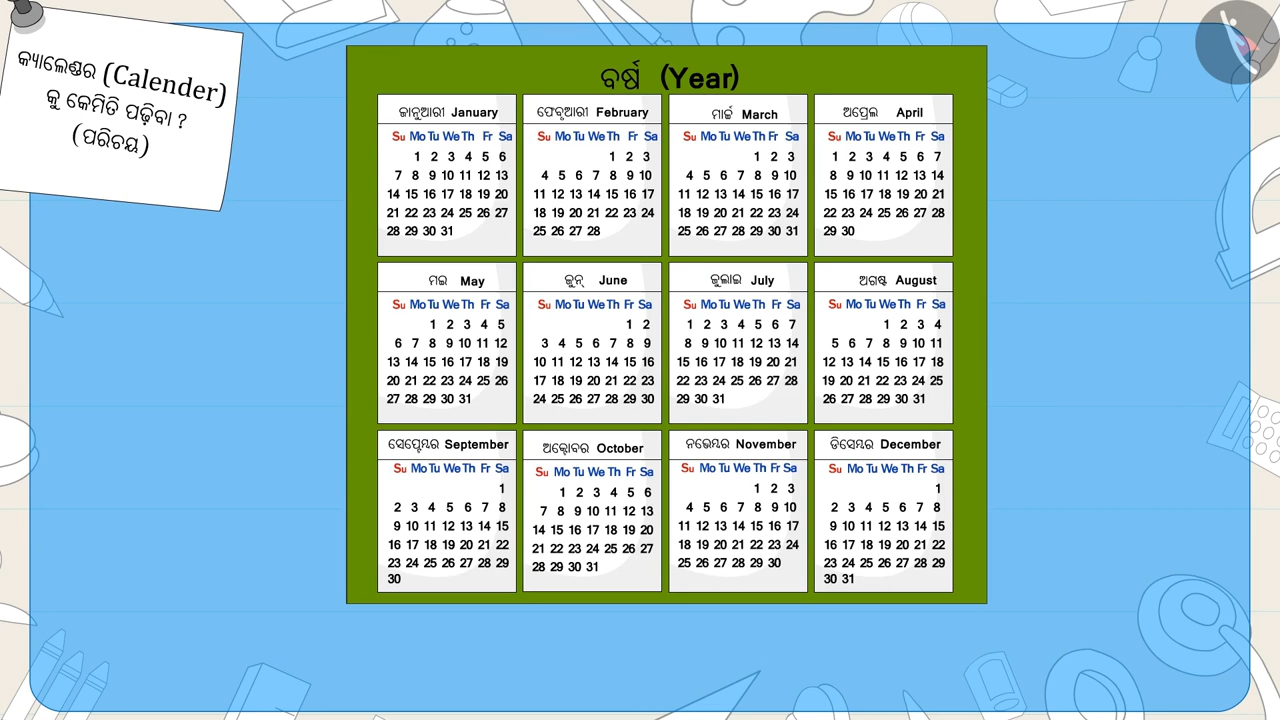 କ୍ୟାଲେଣ୍ଡର (Calender)
କୁ କେମିତି ପଢ଼ିବା ?
(ପରିଚୟ)
ବର୍ଷ (Year)
ଜାନୁଆରୀ January
Su Mo Tu We Th Fr Sa
1 2 3 4 5 6
7 8 9 10 11 12 13
14 15 16 17 18 19 20
21 22 23 24 25 26 27
28 29 30 31
ଫେବୃଆରୀ February
Su Mo Tu We Th Fr Sa
1 2 3
4 5 6 7 8 9 10
11 12 13 14 15 16 17
18 19 20 21 22 23 24
25 26 27 28
ମାର୍ଚ୍ଚ March
Su Mo Tu We Th Fr Sa
1 2 3
4 5 6 7 8 9 10
11 12 13 14 15 16 17
18 19 20 21 22 23 24
25 26 27 28 29 30 31
ଅପ୍ରେଲ April
Su Mo Tu We Th Fr Sa
1 2 3 4 5 6 7
8 9 10 11 12 13 14
15 16 17 18 19 20 21
22 23 24 25 26 27 28
29 30
ମଇ May
Su Mo Tu We Th Fr Sa
1 2 3 4 5
6 7 8 9 10 11 12
13 14 15 16 17 18 19
20 21 22 23 24 25 26
27 28 29 30 31
ଜୁନ୍ June
Su Mo Tu We Th Fr Sa
1 2
3 4 5 6 7 8 9
10 11 12 13 14 15 16
17 18 19 20 21 22 23
24 25 26 27 28 29 30
ଜୁଲାଇ July
Su Mo Tu We Th Fr Sa
1 2 3 4 5 6 7
8 9 10 11 12 13 14
15 16 17 18 19 20 21
22 23 24 25 26 27 28
29 30 31
ଅଗଷ୍ଟ August
Su Mo Tu We Th Fr Sa
1 2 3 4
5 6 7 8 9 10 11
12 13 14 15 16 17 18
19 20 21 22 23 24 25
26 27 28 29 30 31
ସେପ୍ଟେମ୍ବର September
Su Mo Tu We Th Fr Sa
1
2 3 4 5 6 7 8
9 10 11 12 13 14 15
16 17 18 19 20 21 22
23 24 25 26 27 28 29
30
ଅକ୍ଟୋବର October
Su Mo Tu We Th Fr Sa
1 2 3 4 5 6
7 8 9 10 11 12 13
14 15 16 17 18 19 20
21 22 23 24 25 26 27
28 29 30 31
ନଭେମ୍ବର November
Su Mo Tu We Th Fr Sa
1 2 3
4 5 6 7 8 9 10
11 12 13 14 15 16 17
18 19 20 21 22 23 24
25 26 27 28 29 30
ଡିସେମ୍ବର December
Su Mo Tu We Th Fr Sa
1
2 3 4 5 6 7 8
9 10 11 12 13 14 15
16 17 18 19 20 21 22
23 24 25 26 27 28 29
30 31